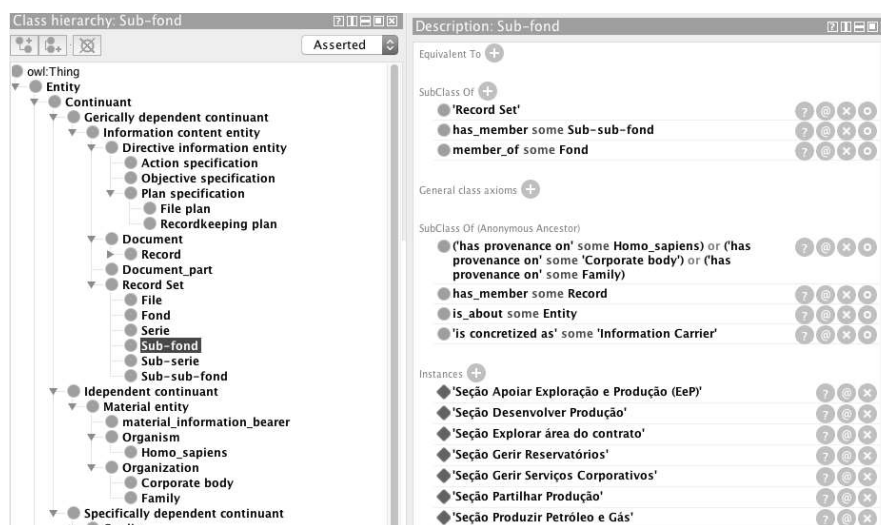 Class hierarchy: Sub-fond
Asserted
owl:Thing
Entity
Continuant
Gerically dependent continuant
Information content entity
Directive information entity
Action specification
Objective specification
Plan specification
File plan
Recordkeeping plan
Document
Record
Document_part
Record Set
File
Fond
Serie
Sub-fond
Sub-serie
Sub-sub-fond
Idependent continuant
Material entity
material_information_bearer
Organism
Homo_sapiens
Organization
Corporate body
Family
Specifically dependent continuant
Description: Sub-fond
Equivalent To
SubClass Of
'Record Set'
has_member some Sub-sub-fond
member_of some Fond
General class axioms
SubClass Of (Anonymous Ancestor)
('has provenance on' some Homo_sapiens) or ('has
provenance on' some 'Corporate body') or ('has
provenance on' some Family)
has_member some Record
is_about some Entity
'is concretized as' some 'Information Carrier'
Instances
'Seção Apoiar Exploração e Produção (EeP)'
'Seção Desenvolver Produção'
'Seção Explorar área do contrato'
'Seção Gerir Reservatórios'
'Seção Gerir Serviços Corporativos'
'Seção Partilhar Produção'
'Seção Produzir Petróleo e Gás'